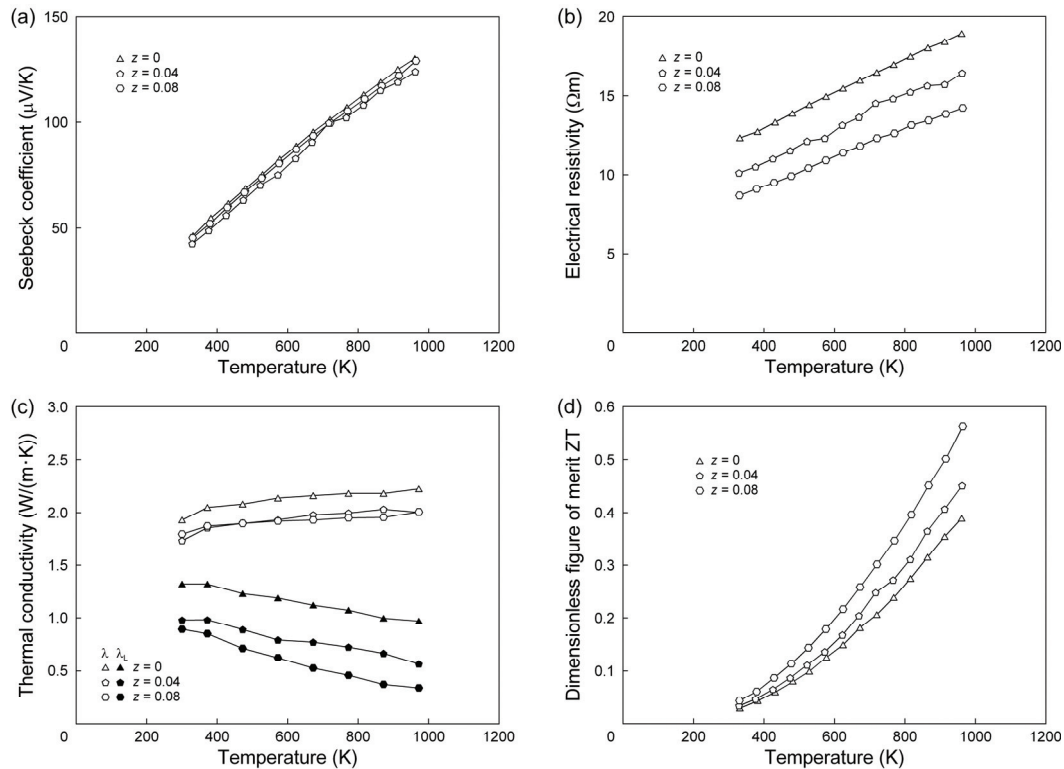 (a)
150
100
50
0
200
400
600
800
1000
1200
Seebeck coefficient (μV/K)
Temperature (K)
z = 0
z = 0.04
z = 0.08
(b)
20
15
10
5
0
200
400
600
800
1000
1200
Electrical resistivity (Ωm)
Temperature (K)
z = 0
z = 0.04
z = 0.08
(c)
3.0
2.5
2.0
1.5
1.0
0.5
0
200
400
600
800
1000
1200
Thermal conductivity (W/(m·K))
Temperature (K)
λ λL
z = 0
z = 0.04
z = 0.08
(d)
0.6
0.5
0.4
0.3
0.2
0.1
0
200
400
600
800
1000
1200
Dimensionless figure of merit ZT
Temperature (K)
z = 0
z = 0.04
z = 0.08